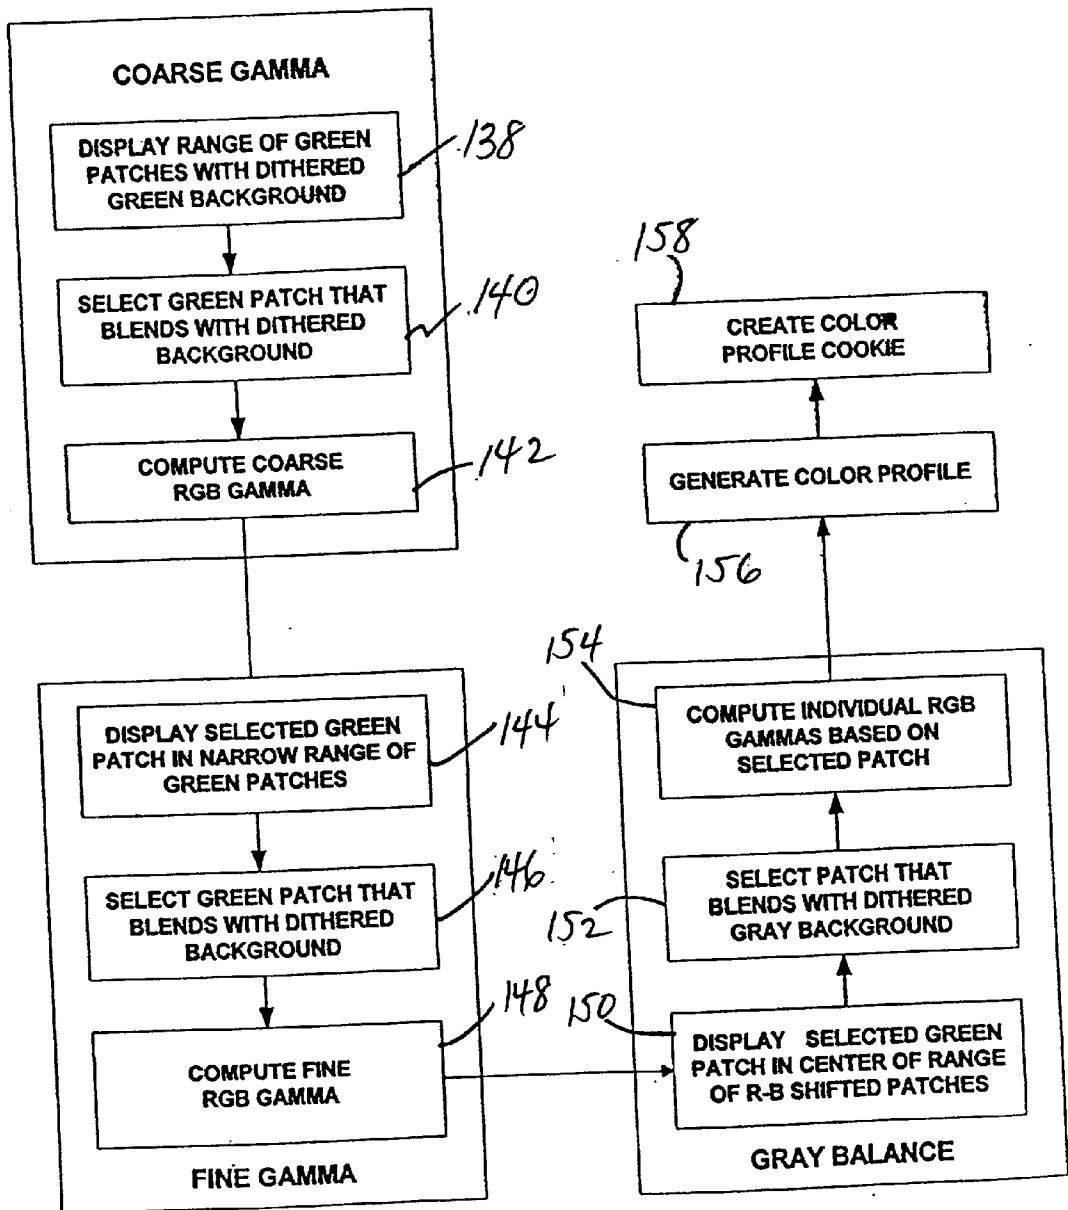 COARSE GAMMA
DISPLAY RANGE OF GREEN
PATCHES WITH DITHERED
GREEN BACKGROUND
138
SELECT GREEN PATCH THAT
BLENDS WITH DITHERED
BACKGROUND
140
COMPUTE COARSE
RGB GAMMA
142
DISPLAY SELECTED GREEN
PATCH IN NARROW RANGE OF
GREEN PATCHES
144
SELECT GREEN PATCH THAT
BLENDS WITH DITHERED
BACKGROUND
146
COMPUTE FINE
RGB GAMMA
148
FINE GAMMA
150
DISPLAY SELECTED GREEN
PATCH IN CENTER OF RANGE
OF R-B SHIFTED PATCHES
152
SELECT PATCH THAT
BLENDS WITH DITHERED
GRAY BACKGROUND
154
COMPUTE INDIVIDUAL RGB
GAMMAS BASED ON
SELECTED PATCH
GRAY BALANCE
GENERATE COLOR PROFILE
156
158
CREATE COLOR
PROFILE COOKIE